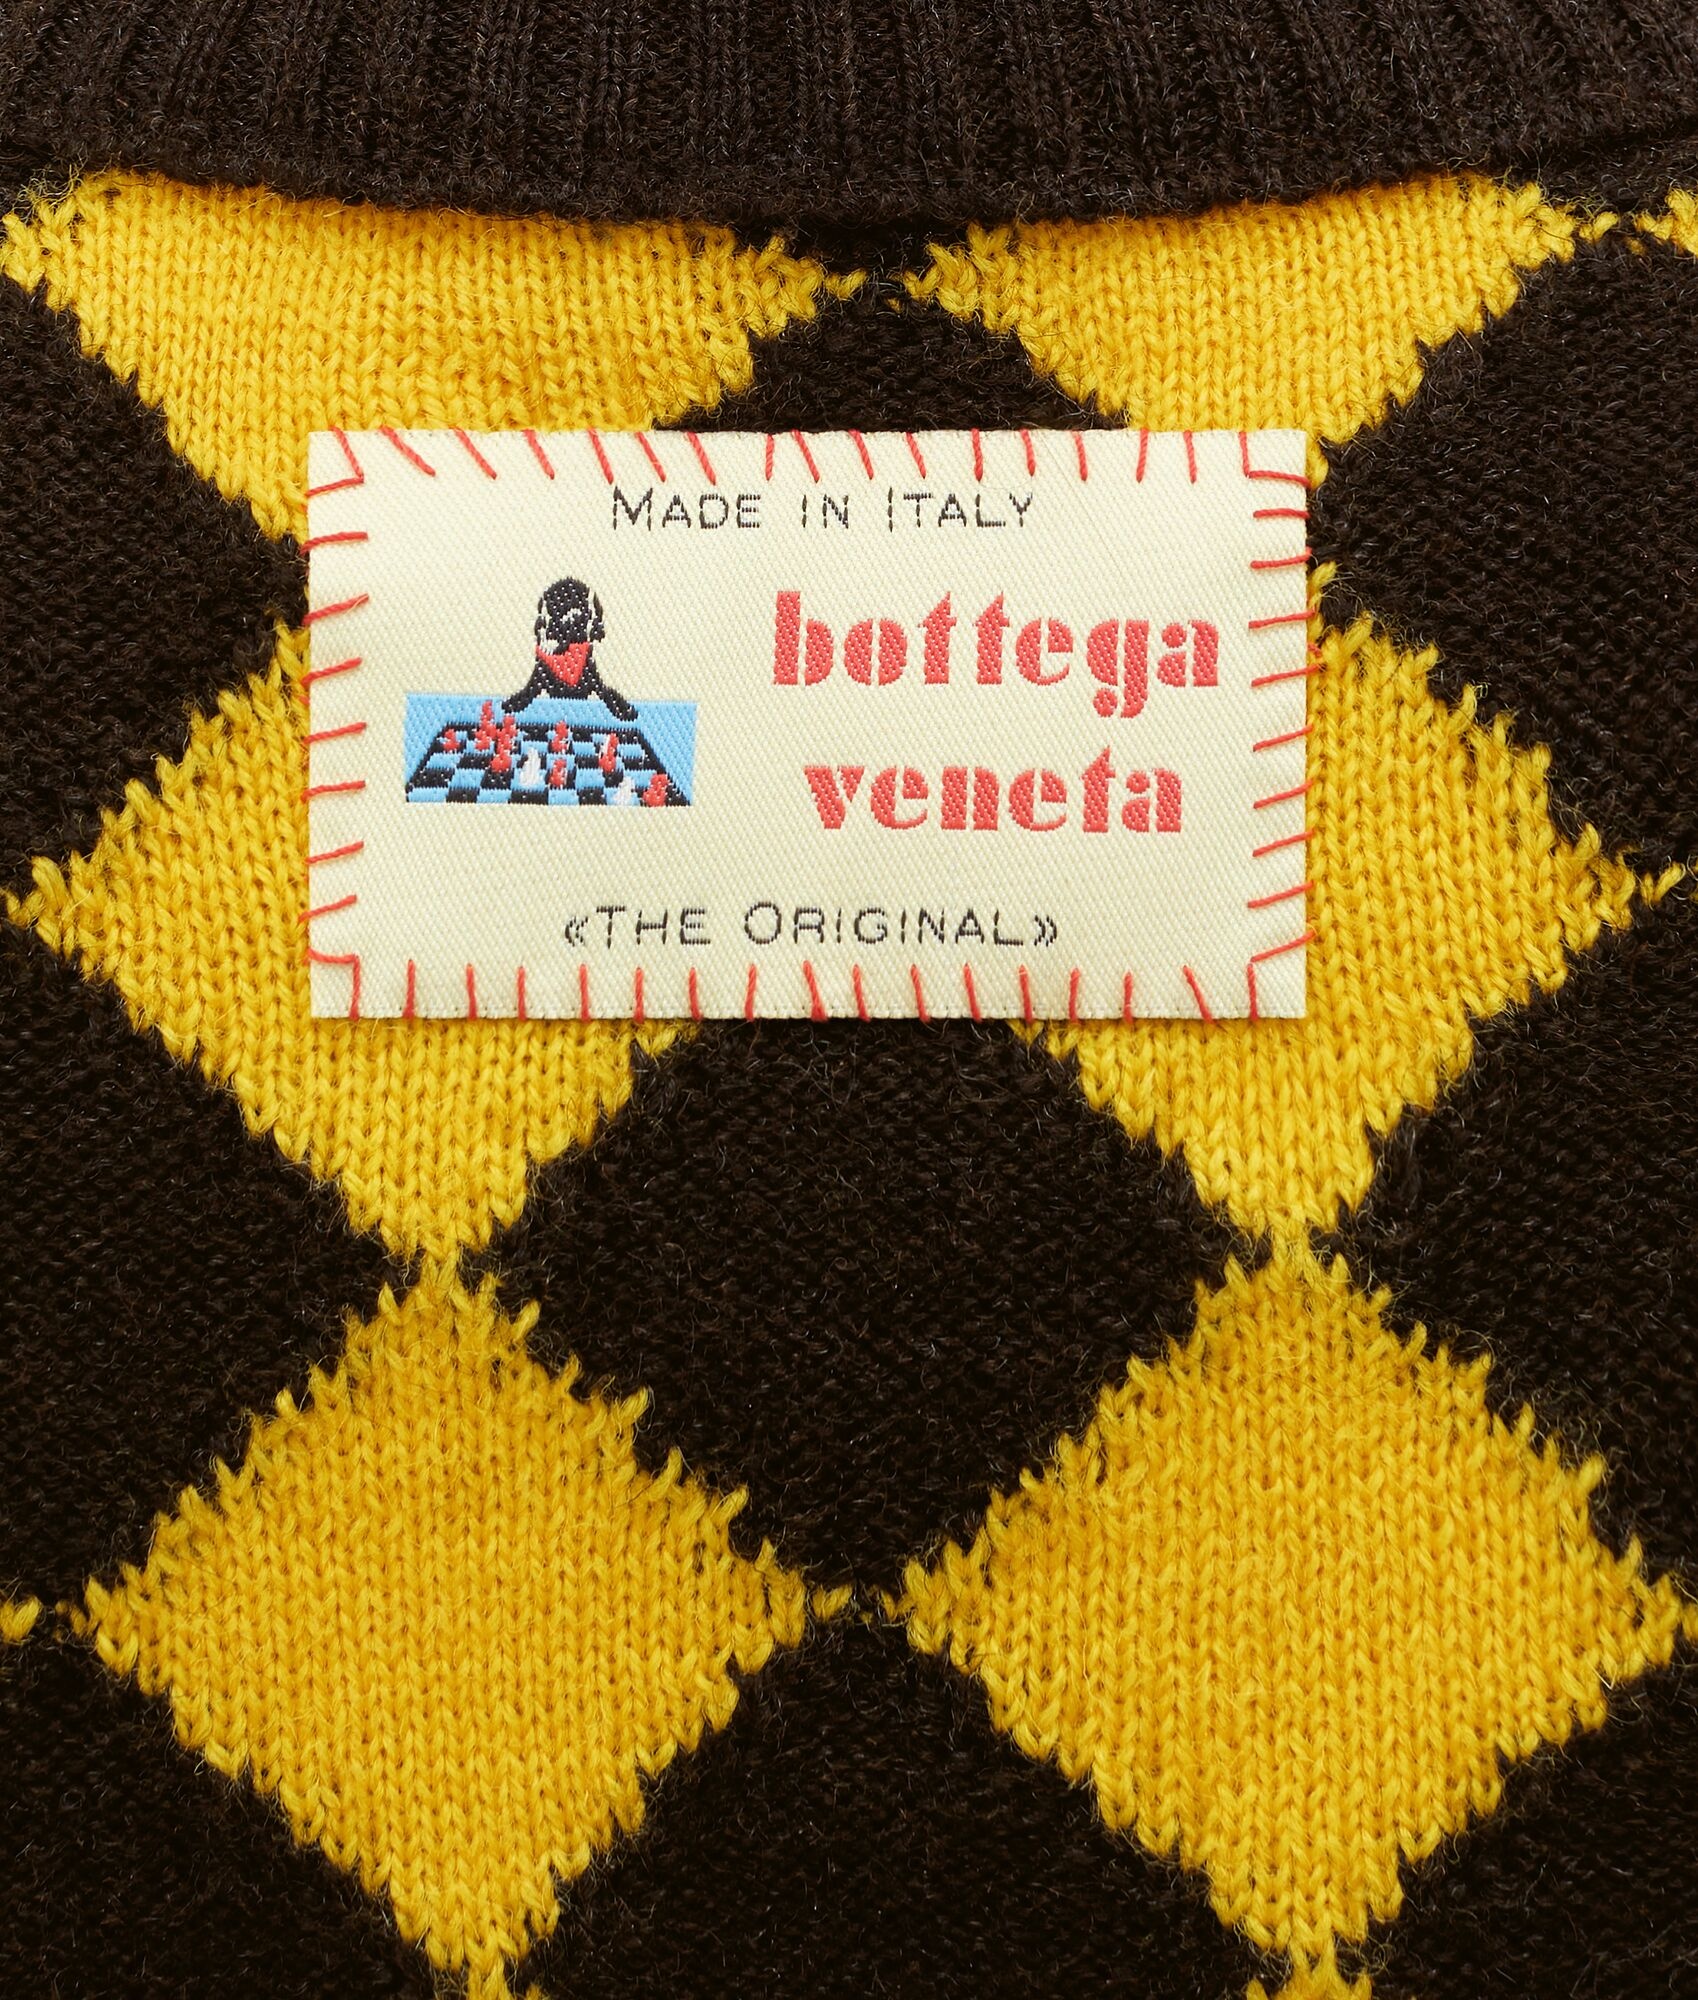 Made in Italy
bottega
veneta
«The Original»